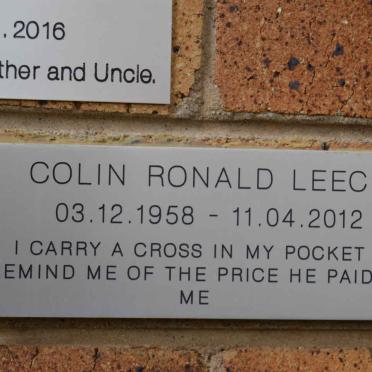 . 2016
ther and Uncle.
COLIN RONALD LEEC
03.12.1958 - 11.04.2012
I CARRY A CROSS IN MY POCKET
EMIND ME OF THE PRICE HE PAID
ME